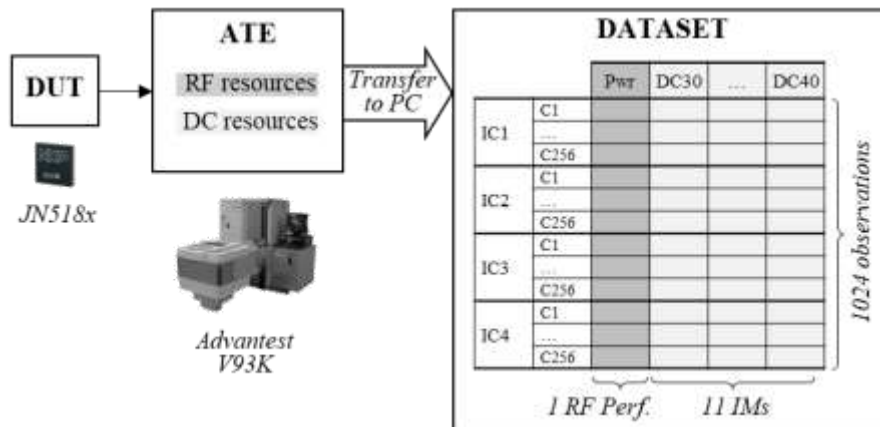 DUT
JN518x
ATE
RF resources
DC resources
Advantest
V93K
Transfer
to PC
DATASET
Pwr DC30 ... DC40
IC1
C1
...
C256
IC2
C1
...
C256
IC3
C1
...
C256
IC4
C1
...
C256
1024 observations
1 RF Perf. 11 IMs